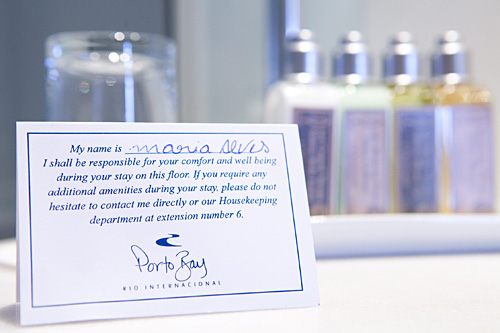 My name is maria Alves
I shall be responsible for your comfort and well being
during your stay on this floor. If you require any
additional amenities during your stay, please do not
hesitate to contact me directly or our Housekeeping
department at extension number 6.
Porto Bay
RIO INTERNACIONAL